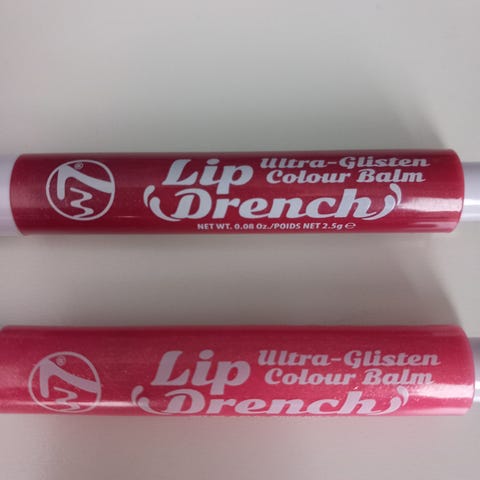 W7®
Lip Ultra-Glisten
Colour Balm
Drench
NET WT. 0.08 Oz./POIDS NET 2.5g ℮
W7®
Lip Ultra-Glisten
Colour Balm
Drench